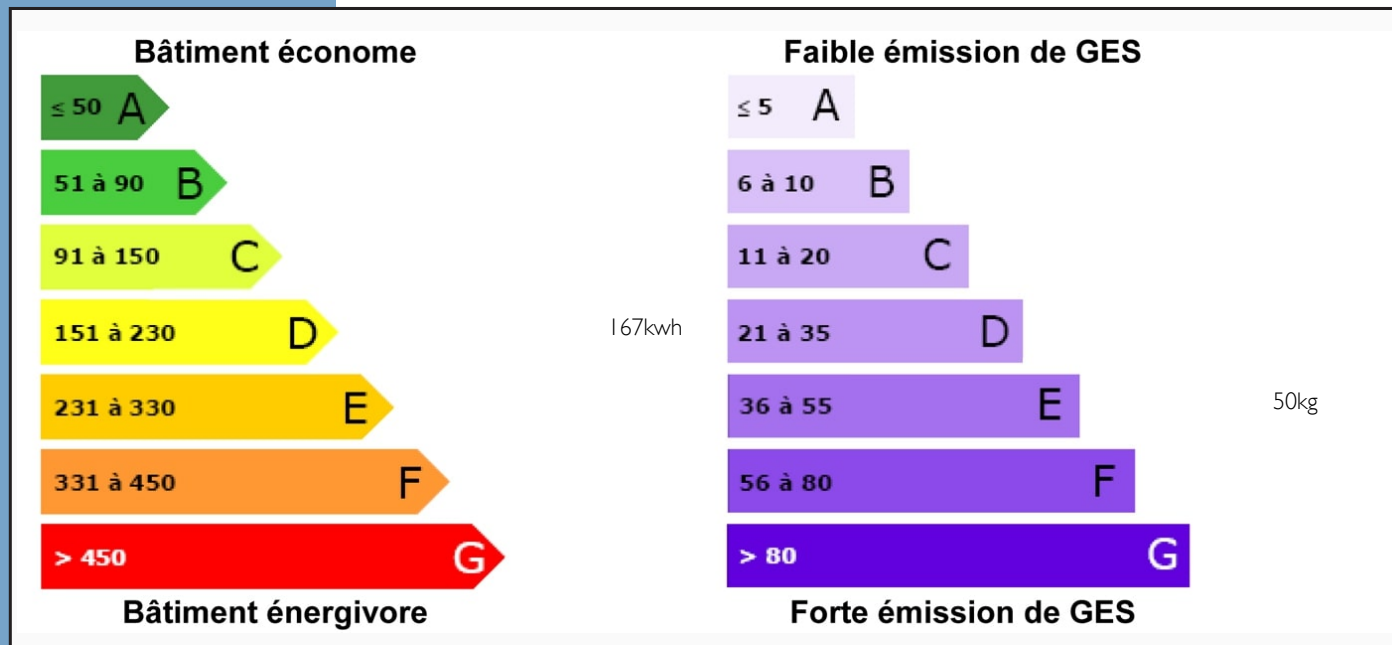 Bâtiment économe
≤ 50 A
51 à 90 B
91 à 150 C
151 à 230 D
167kwh
231 à 330 E
331 à 450 F
> 450 G
Bâtiment énergivore
Faible émission de GES
≤ 5 A
6 à 10 B
11 à 20 C
21 à 35 D
36 à 55 E
50kg
56 à 80 F
> 80 G
Forte émission de GES